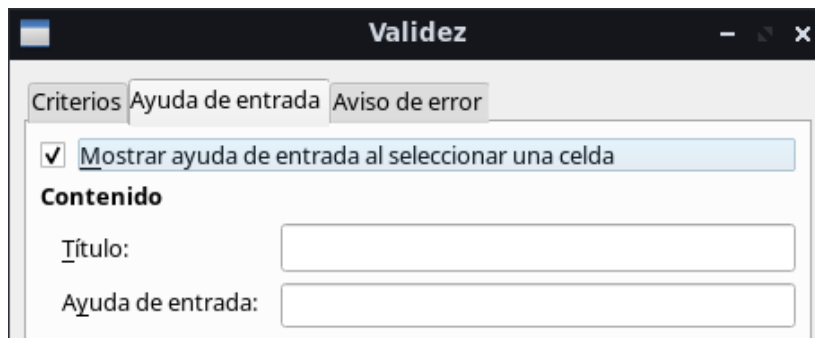 Validez
Criterios Ayuda de entrada Aviso de error
Mostrar ayuda de entrada al seleccionar una celda
Contenido
Título:
Ayuda de entrada: